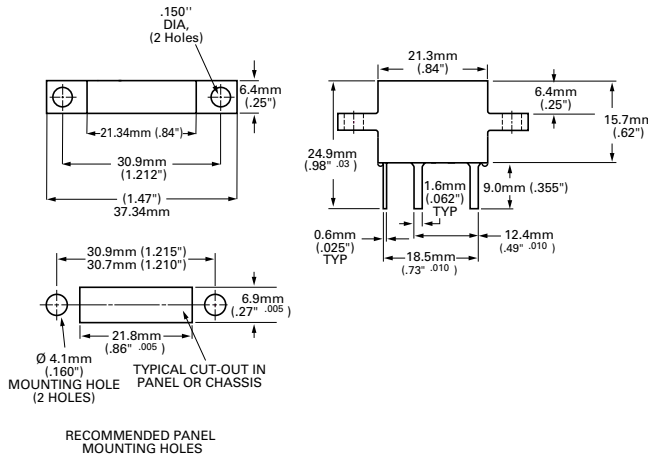 .150"
DIA,
(2 Holes)
6.4mm
(.25")
21.34mm (.84")
30.9mm
(1.212")
(1.47")
37.34mm
21.3mm
(.84")
6.4mm
(.25")
15.7mm
(.62")
24.9mm
(.98" .03 )
1.6mm
(.062")
TYP
9.0mm (.355")
0.6mm
(.025")
TYP
12.4mm
(.49" .010 )
18.5mm
(.73" .010 )
30.9mm (1.215")
30.7mm (1.210")
6.9mm
(.27" .005 )
21.8mm
(.86" .005 )
Ø 4.1mm
(.160")
MOUNTING HOLE
(2 HOLES)
TYPICAL CUT-OUT IN
PANEL OR CHASSIS
RECOMMENDED PANEL
MOUNTING HOLES